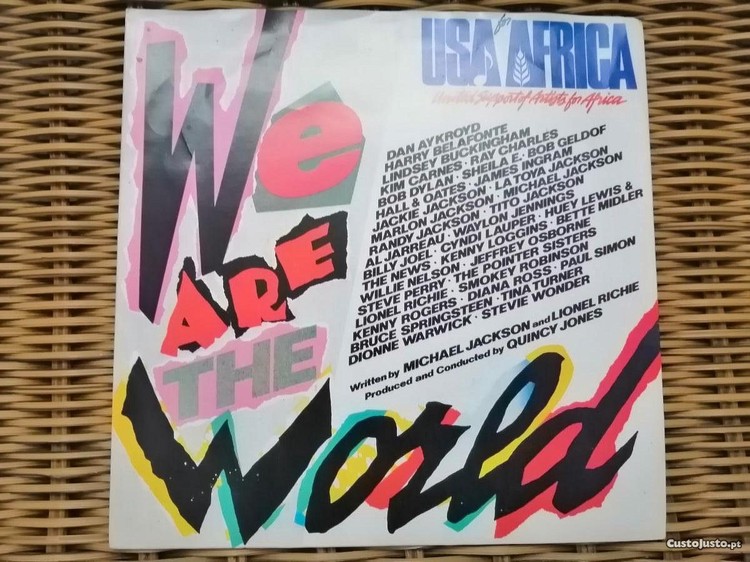 We
ARE
THE
World
USA for AFRICA
United Support of Artists for Africa
DAN AYKROYD
HARRY BELAFONTE
LINDSEY BUCKINGHAM
KIM CARNES · RAY CHARLES
BOB DYLAN · SHEILA E. · BOB GELDOF
HALL & OATES · JAMES INGRAM
JACKIE JACKSON · LA TOYA JACKSON
MARLON JACKSON · MICHAEL JACKSON
RANDY JACKSON · TITO JACKSON
AL JARREAU · WAYLON JENNINGS
BILLY JOEL · CYNDI LAUPER · HUEY LEWIS &
THE NEWS · KENNY LOGGINS · BETTE MIDLER
WILLIE NELSON · JEFFREY OSBORNE
STEVE PERRY · THE POINTER SISTERS
LIONEL RICHIE · SMOKEY ROBINSON
KENNY ROGERS · DIANA ROSS · PAUL SIMON
BRUCE SPRINGSTEEN · TINA TURNER
DIONNE WARWICK · STEVIE WONDER
Written by MICHAEL JACKSON and LIONEL RICHIE
Produced and Conducted by QUINCY JONES
CustoJusto.pt